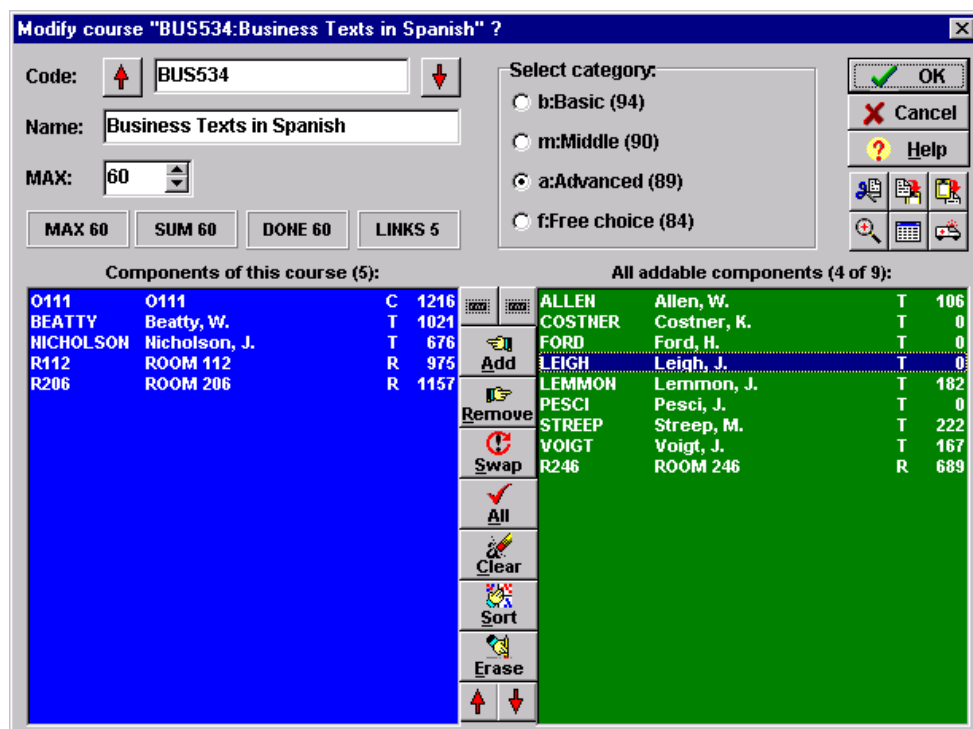 Modify course "BUS534:Business Texts in Spanish" ?
Code: BUS534
Name: Business Texts in Spanish
MAX: 60
MAX 60 SUM 60 DONE 60 LINKS 5
Select category:
b:Basic (94)
m:Middle (90)
a:Advanced (89)
f:Free choice (84)
OK
Cancel
Help
Components of this course (5):
O111 O111 C 1216
BEATTY Beatty, W. T 1021
NICHOLSON Nicholson, J. T 676
R112 ROOM 112 R 975
R206 ROOM 206 R 1157
Add
Remove
Swap
All
Clear
Sort
Erase
All addable components (4 of 9):
ALLEN Allen, W. T 106
COSTNER Costner, K. T 0
FORD Ford, H. T 0
LEIGH Leigh, J. T 0
LEMMON Lemmon, J. T 182
PESCI Pesci, J. T 0
STREEP Streep, M. T 222
VOIGT Voigt, J. T 167
R246 ROOM 246 R 689